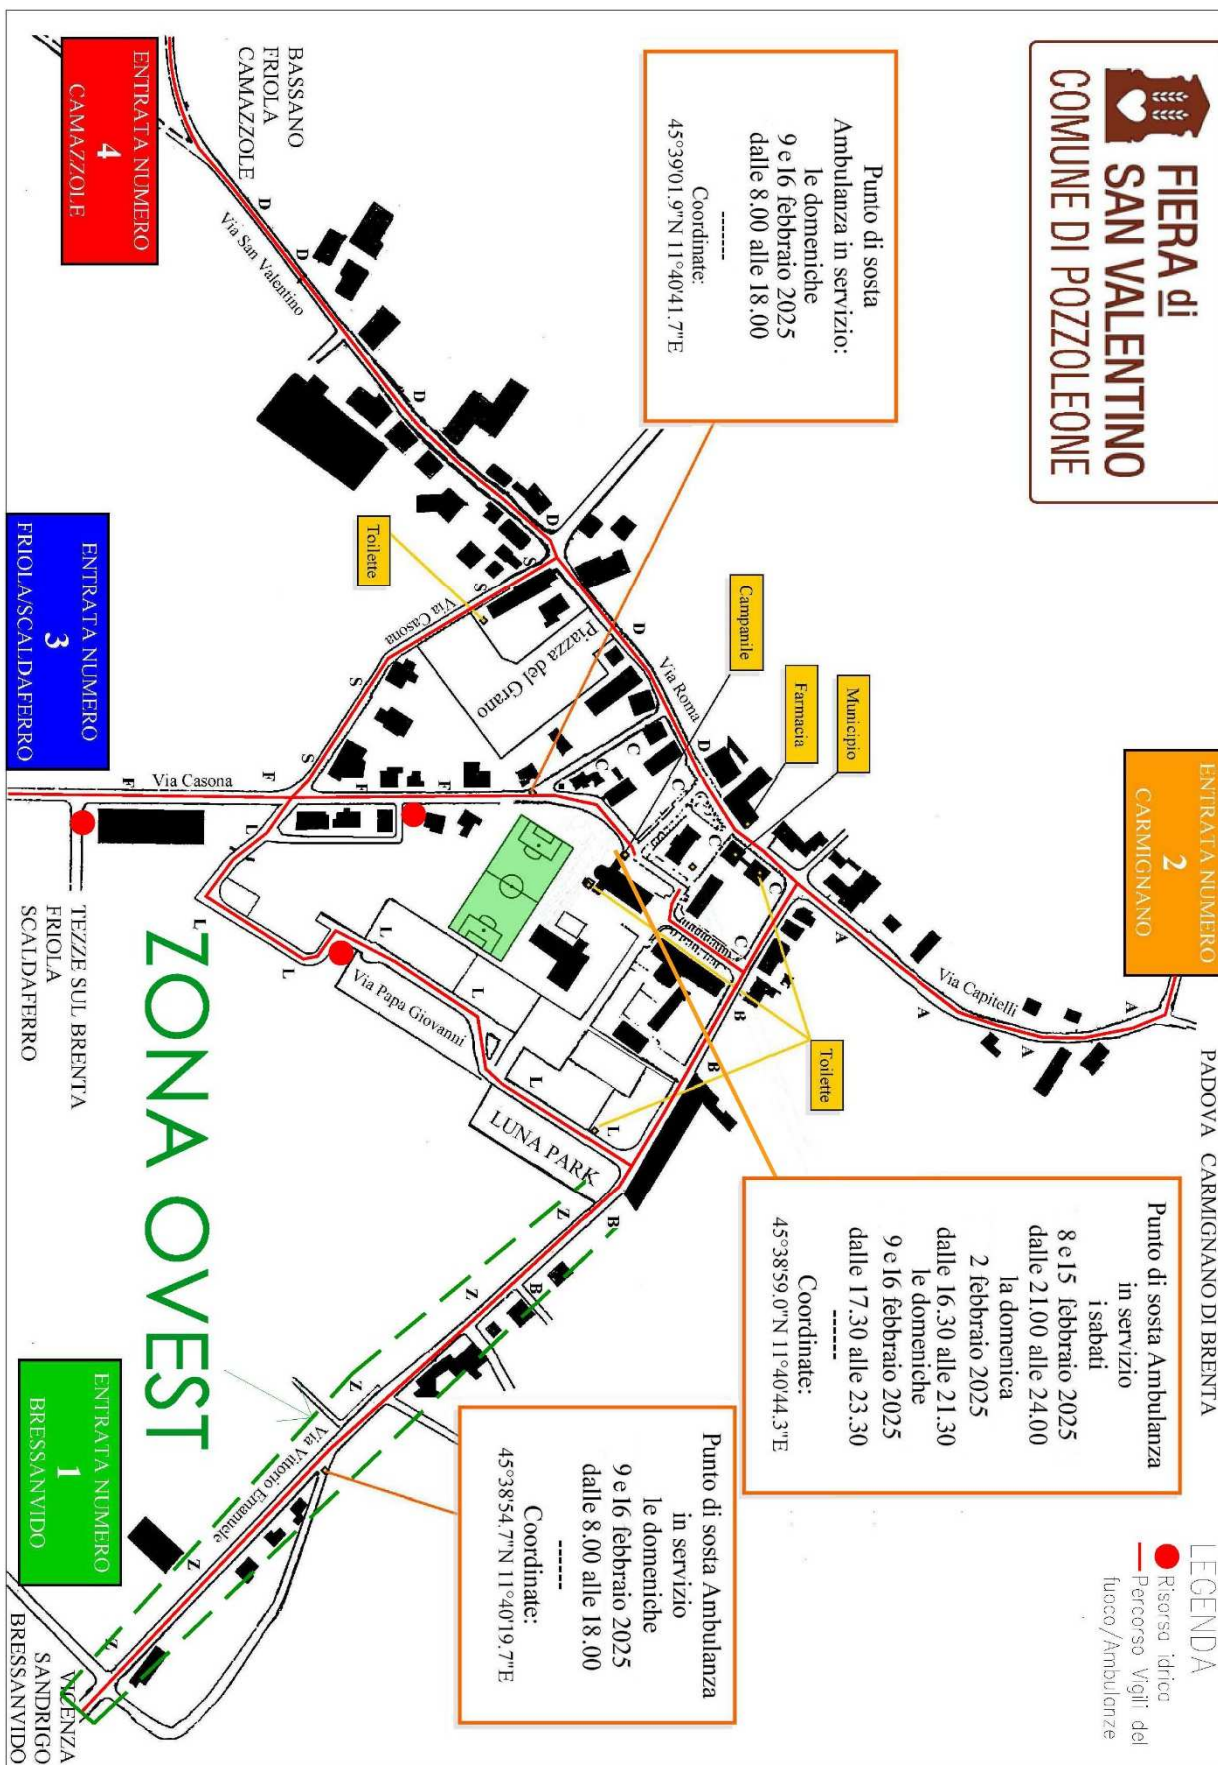 FIERA di
SAN VALENTINO
COMUNE DI POZZOLEONE
Punto di sosta
Ambulanza in servizio:
le domeniche
9 e 16 febbraio 2025
dalle 8.00 alle 18.00
------
Coordinate:
45°39'01.9"N 11°40'41.7"E
BASSANO
FRIOLA
CAMAZZOLE
ENTRATA NUMERO
4
CAMAZZOLE
D
Via San Valentino
D
D
D
D
Toilette
S
S
Via Casona
S
S
Piazza del Grano
D
Via Roma
D
Campanile
Farmacia
Municipio
ENTRATA NUMERO
2
CARMIGNANO
PADOVA CARMIGNANO DI BRENTA
ENTRATA NUMERO
3
FRIOLA/SCALDAFERRO
Via Casona
F
F
F
F
C
C
C
C
C
C
A
A
Via Capitelli
A
A
Toilette
B
B
L
L
L
L
L
L
L
Via Papa Giovanni
LUNA PARK
TEZZE SUL BRENTA
FRIOLA
SCALDAFERRO
ZONA OVEST
Punto di sosta Ambulanza
in servizio
i sabati
8 e 15 febbraio 2025
dalle 21.00 alle 24.00
la domenica
2 febbraio 2025
dalle 16.30 alle 21.30
le domeniche
9 e 16 febbraio 2025
dalle 17.30 alle 23.30
------
Coordinate:
45°38'59.0"N 11°40'44.3"E
B
B
Z
Z
Z
Z
Z
Via Vittorio Emanuele
Punto di sosta Ambulanza
in servizio
le domeniche
9 e 16 febbraio 2025
dalle 8.00 alle 18.00
------
Coordinate:
45°38'54.7"N 11°40'19.7"E
LEGENDA
Risorsa idrica
Percorso Vigili del
fuoco/Ambulanze
ENTRATA NUMERO
1
BRESSANVIDO
VICENZA
SANDRIGO
BRESSANVIDO